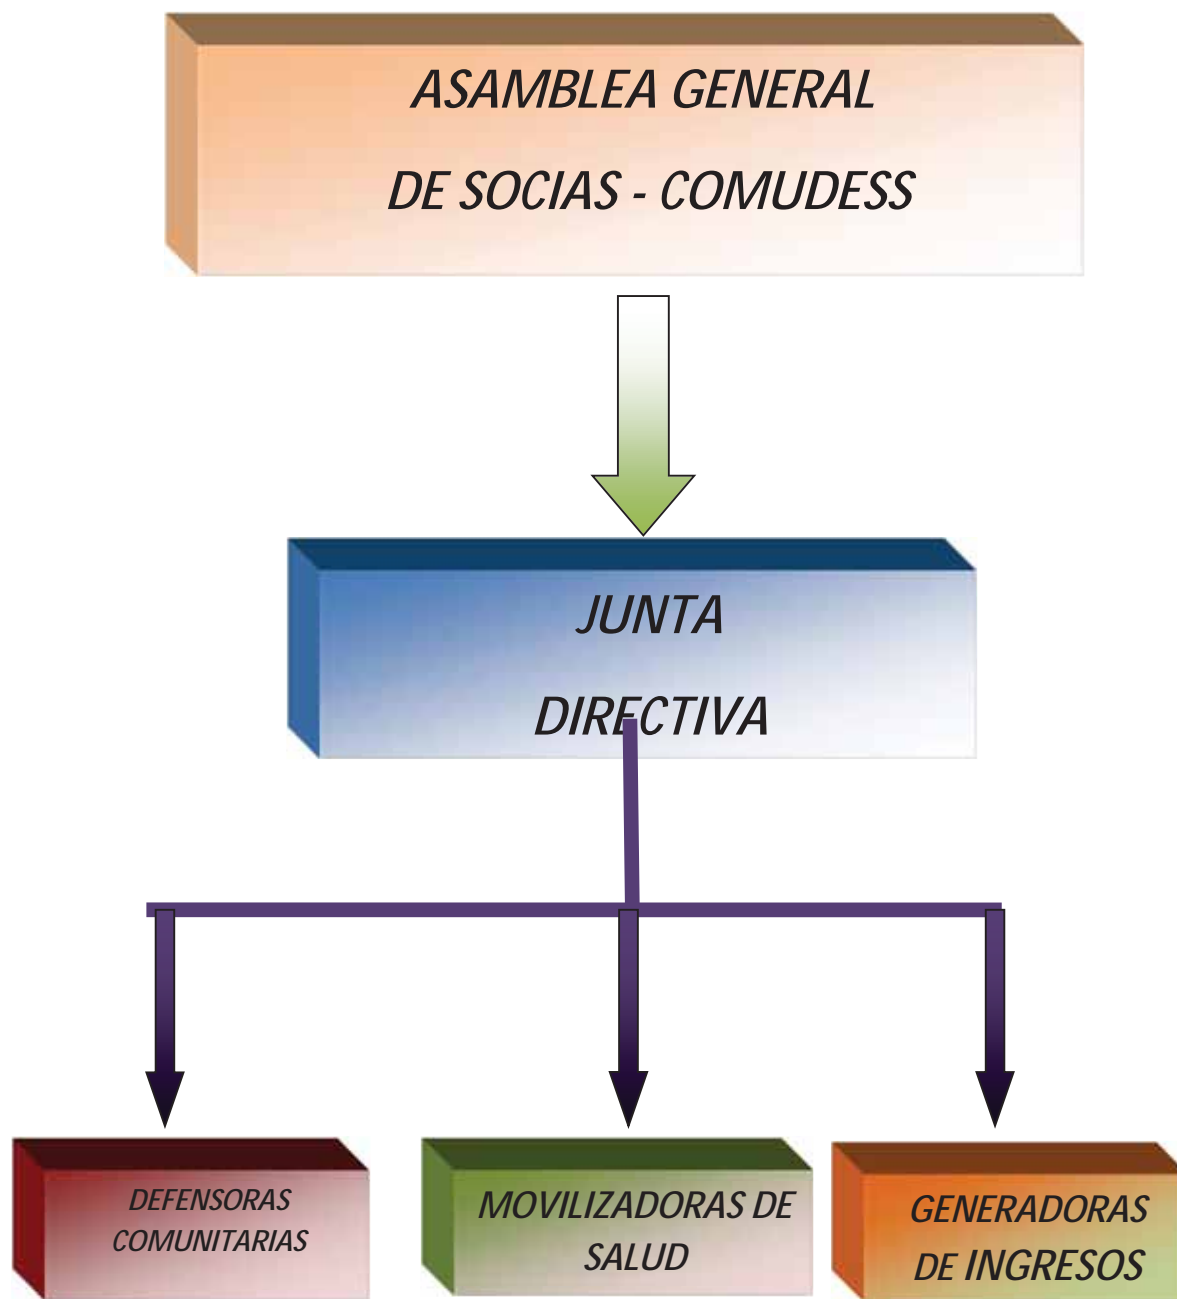 ASAMBLEA GENERAL
DE SOCIAS - COMUDESS
JUNTA
DIRECTIVA
DEFENSORAS
COMUNITARIAS
MOVILIZADORAS DE
SALUD
GENERADORAS
DE INGRESOS